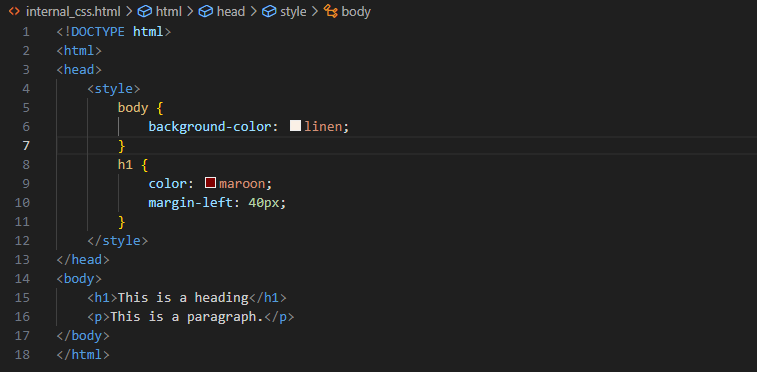 internal_css.html > html > head > style > body
1 <!DOCTYPE html>
2 <html>
3 <head>
4     <style>
5         body {
6             background-color: linen;
7         }
8         h1 {
9             color: maroon;
10             margin-left: 40px;
11         }
12     </style>
13 </head>
14 <body>
15     <h1>This is a heading</h1>
16     <p>This is a paragraph.</p>
17 </body>
18 </html>